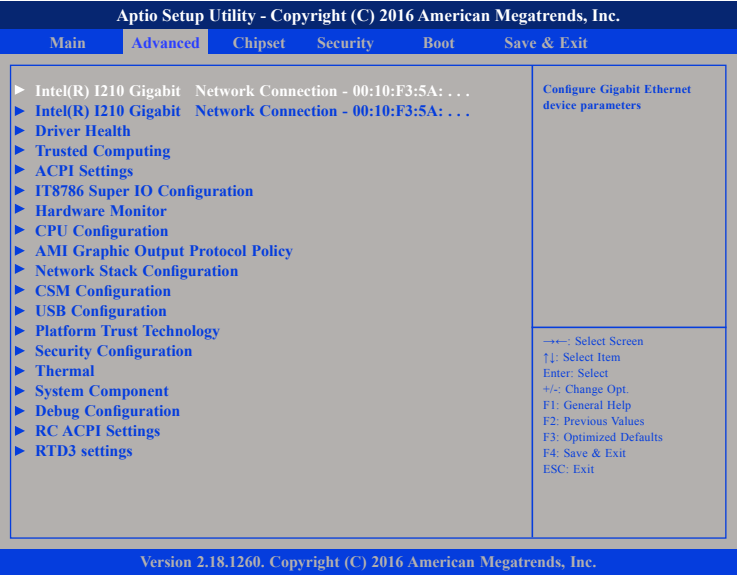 Aptio Setup Utility - Copyright (C) 2016 American Megatrends, Inc.
Main Advanced Chipset Security Boot Save & Exit
Intel(R) I210 Gigabit Network Connection - 00:10:F3:5A: . . .
Intel(R) I210 Gigabit Network Connection - 00:10:F3:5A: . . .
Driver Health
Trusted Computing
ACPI Settings
IT8786 Super IO Configuration
Hardware Monitor
CPU Configuration
AMI Graphic Output Protocol Policy
Network Stack Configuration
CSM Configuration
USB Configuration
Platform Trust Technology
Security Configuration
Thermal
System Component
Debug Configuration
RC ACPI Settings
RTD3 settings
Configure Gigabit Ethernet
device parameters
→←: Select Screen
↑↓: Select Item
Enter: Select
+/-: Change Opt.
F1: General Help
F2: Previous Values
F3: Optimized Defaults
F4: Save & Exit
ESC: Exit
Version 2.18.1260. Copyright (C) 2016 American Megatrends, Inc.